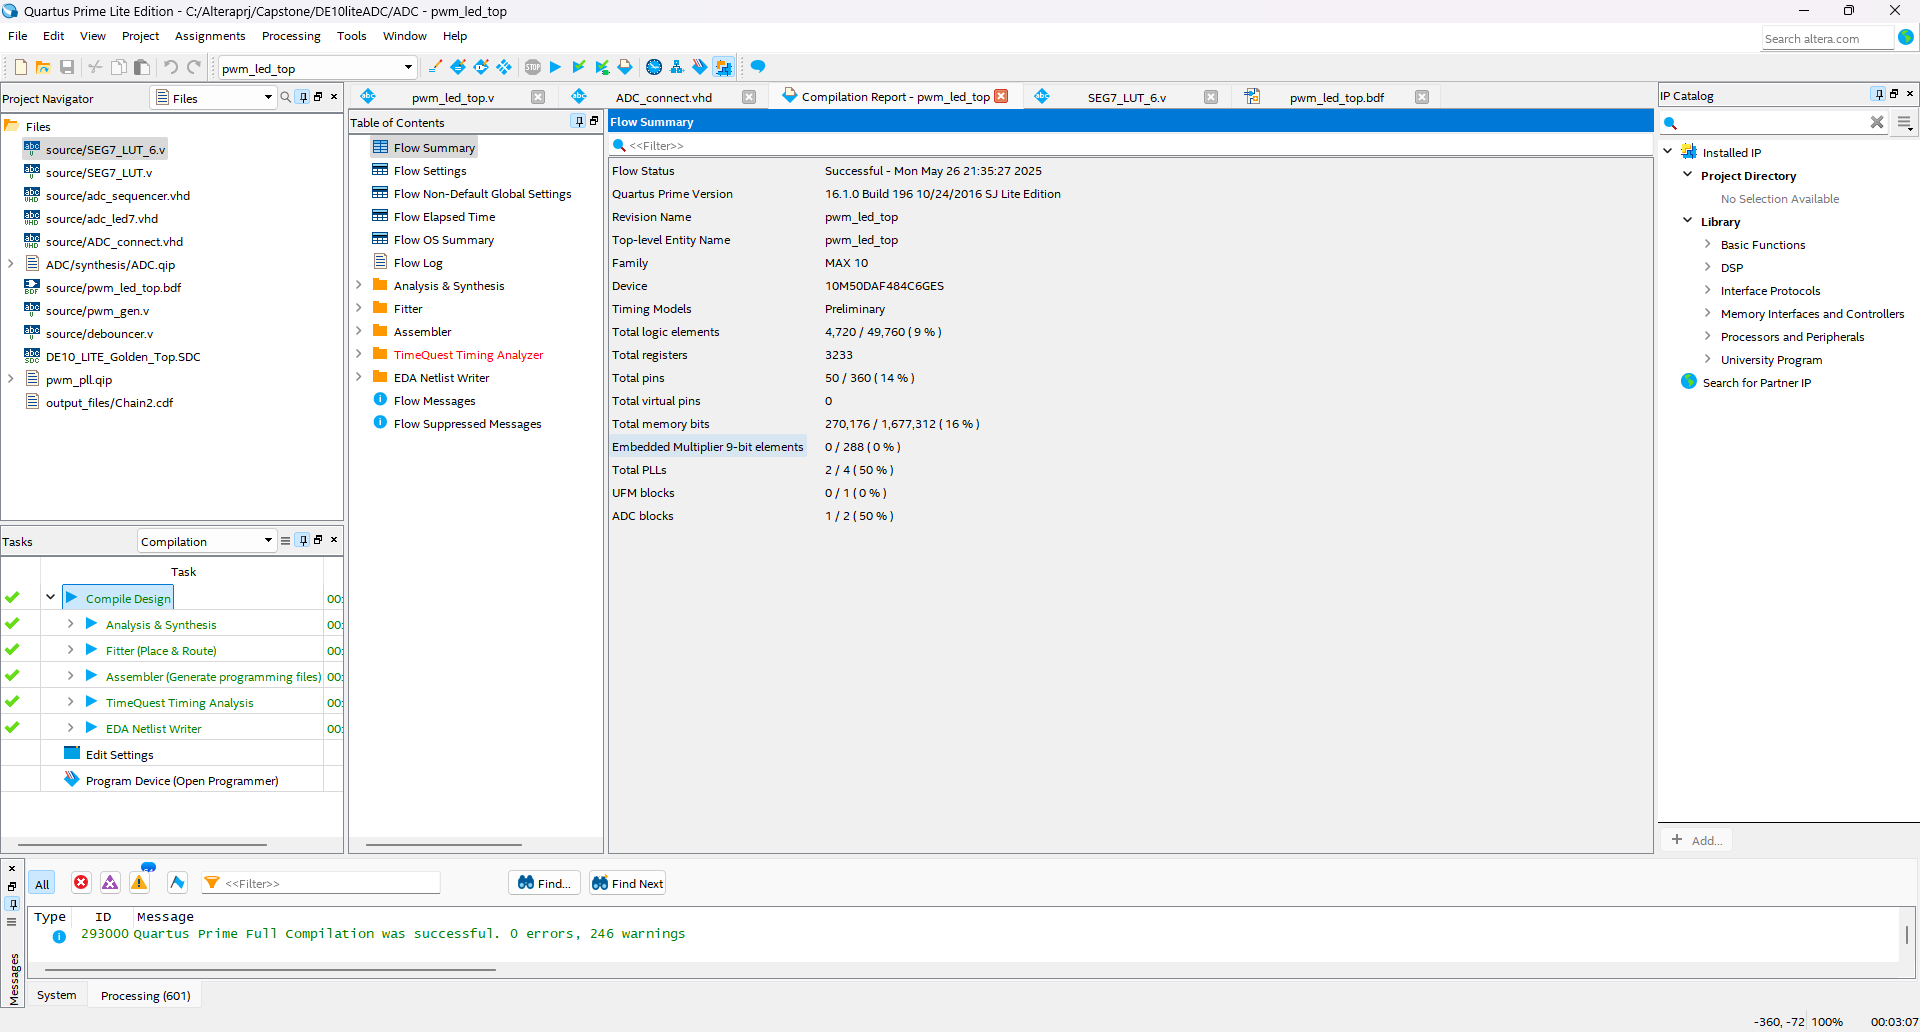 Quartus Prime Lite Edition - C:/Alteraprj/Capstone/DE10liteADC/ADC - pwm_led_top
File Edit View Project Assignments Processing Tools Window Help
Search altera.com
pwm_led_top
Project Navigator Files
Files
source/SEG7_LUT_6.v
source/SEG7_LUT.v
source/adc_sequencer.vhd
source/adc_led7.vhd
source/ADC_connect.vhd
ADC/synthesis/ADC.qip
source/pwm_led_top.bdf
source/pwm_gen.v
source/debouncer.v
DE10_LITE_Golden_Top.SDC
pwm_pll.qip
output_files/Chain2.cdf
Tasks Compilation
Task
Compile Design 00:
Analysis & Synthesis 00:
Fitter (Place & Route) 00:
Assembler (Generate programming files) 00:
TimeQuest Timing Analysis 00:
EDA Netlist Writer 00:
Edit Settings
Program Device (Open Programmer)
pwm_led_top.v ADC_connect.vhd Compilation Report - pwm_led_top SEG7_LUT_6.v pwm_led_top.bdf
Table of Contents
Flow Summary
Flow Settings
Flow Non-Default Global Settings
Flow Elapsed Time
Flow OS Summary
Flow Log
Analysis & Synthesis
Fitter
Assembler
TimeQuest Timing Analyzer
EDA Netlist Writer
Flow Messages
Flow Suppressed Messages
Flow Summary
<<Filter>>
Flow Status Successful - Mon May 26 21:35:27 2025
Quartus Prime Version 16.1.0 Build 196 10/24/2016 SJ Lite Edition
Revision Name pwm_led_top
Top-level Entity Name pwm_led_top
Family MAX 10
Device 10M50DAF484C6GES
Timing Models Preliminary
Total logic elements 4,720 / 49,760 ( 9 % )
Total registers 3233
Total pins 50 / 360 ( 14 % )
Total virtual pins 0
Total memory bits 270,176 / 1,677,312 ( 16 % )
Embedded Multiplier 9-bit elements 0 / 288 ( 0 % )
Total PLLs 2 / 4 ( 50 % )
UFM blocks 0 / 1 ( 0 % )
ADC blocks 1 / 2 ( 50 % )
IP Catalog
Installed IP
Project Directory
No Selection Available
Library
Basic Functions
DSP
Interface Protocols
Memory Interfaces and Controllers
Processors and Peripherals
University Program
Search for Partner IP
+ Add...
All <<Filter>> Find... Find Next
Type ID Message
293000 Quartus Prime Full Compilation was successful. 0 errors, 246 warnings
System Processing (601)
Messages
-360, -72 100% 00:03:07